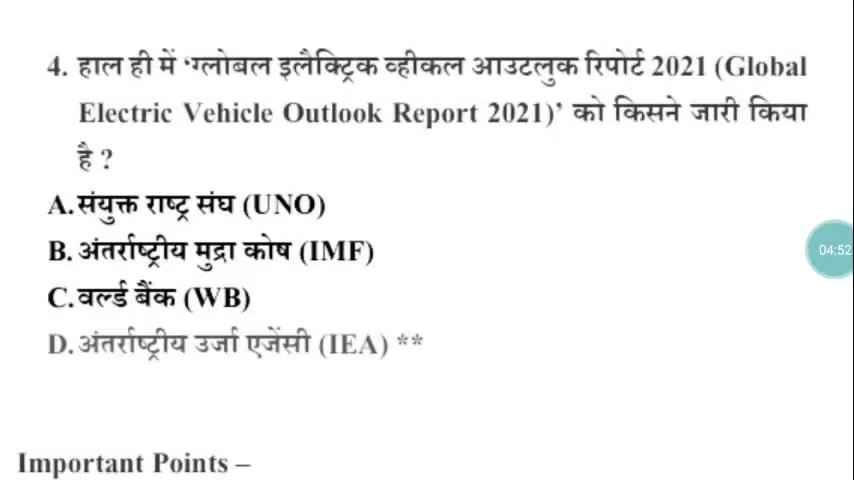 4. हाल ही में ‘ग्लोबल इलैक्ट्रिक व्हीकल आउटलुक रिपोर्ट 2021 (Global
Electric Vehicle Outlook Report 2021)’ को किसने जारी किया
है ?
A. संयुक्त राष्ट्र संघ (UNO)
B. अंतर्राष्ट्रीय मुद्रा कोष (IMF)
04:52
C. वर्ल्ड बैंक (WB)
D. अंतर्राष्ट्रीय उर्जा एजेंसी (IEA) **
Important Points –